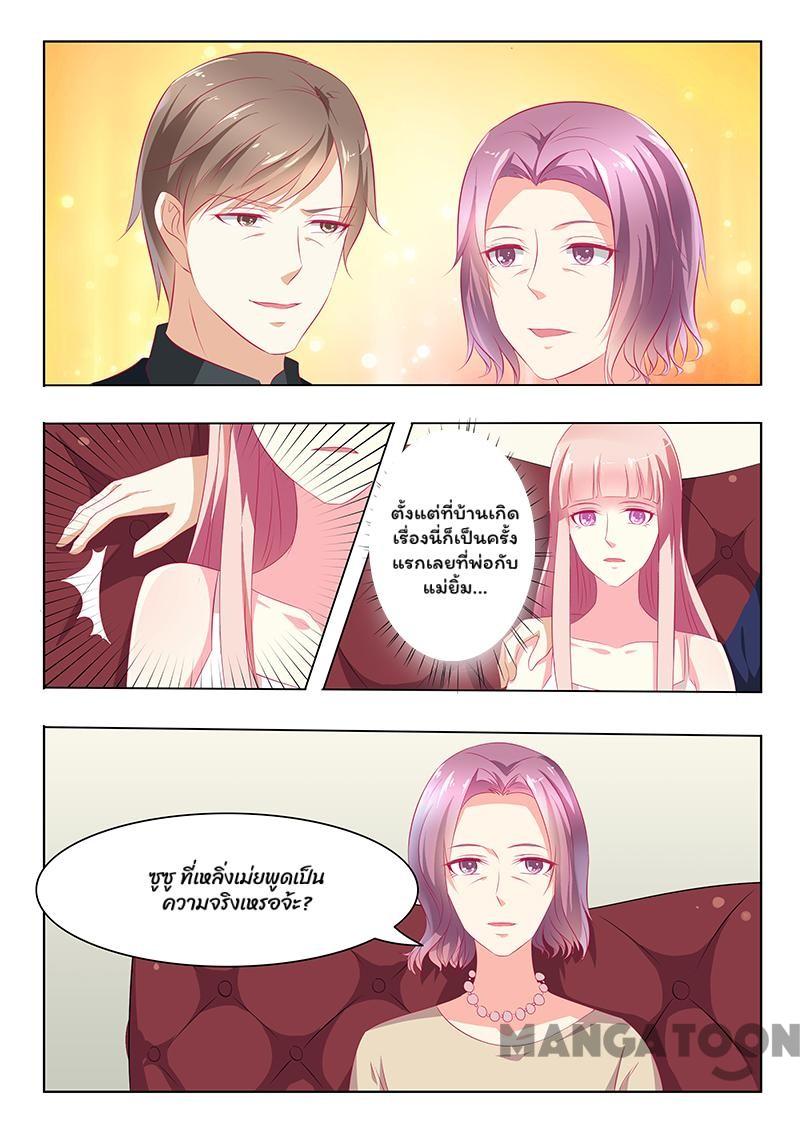 ตั้งแต่ที่บ้านเกิด
เรื่องนี่ก็เป็นครั้ง
แรกเลยที่พ่อกับ
แม่ยิ้ม...
ซูซู ที่เหลิ่งเม่ยพูดเป็น
ความจริงเหรอจ้ะ?
MANGATOON